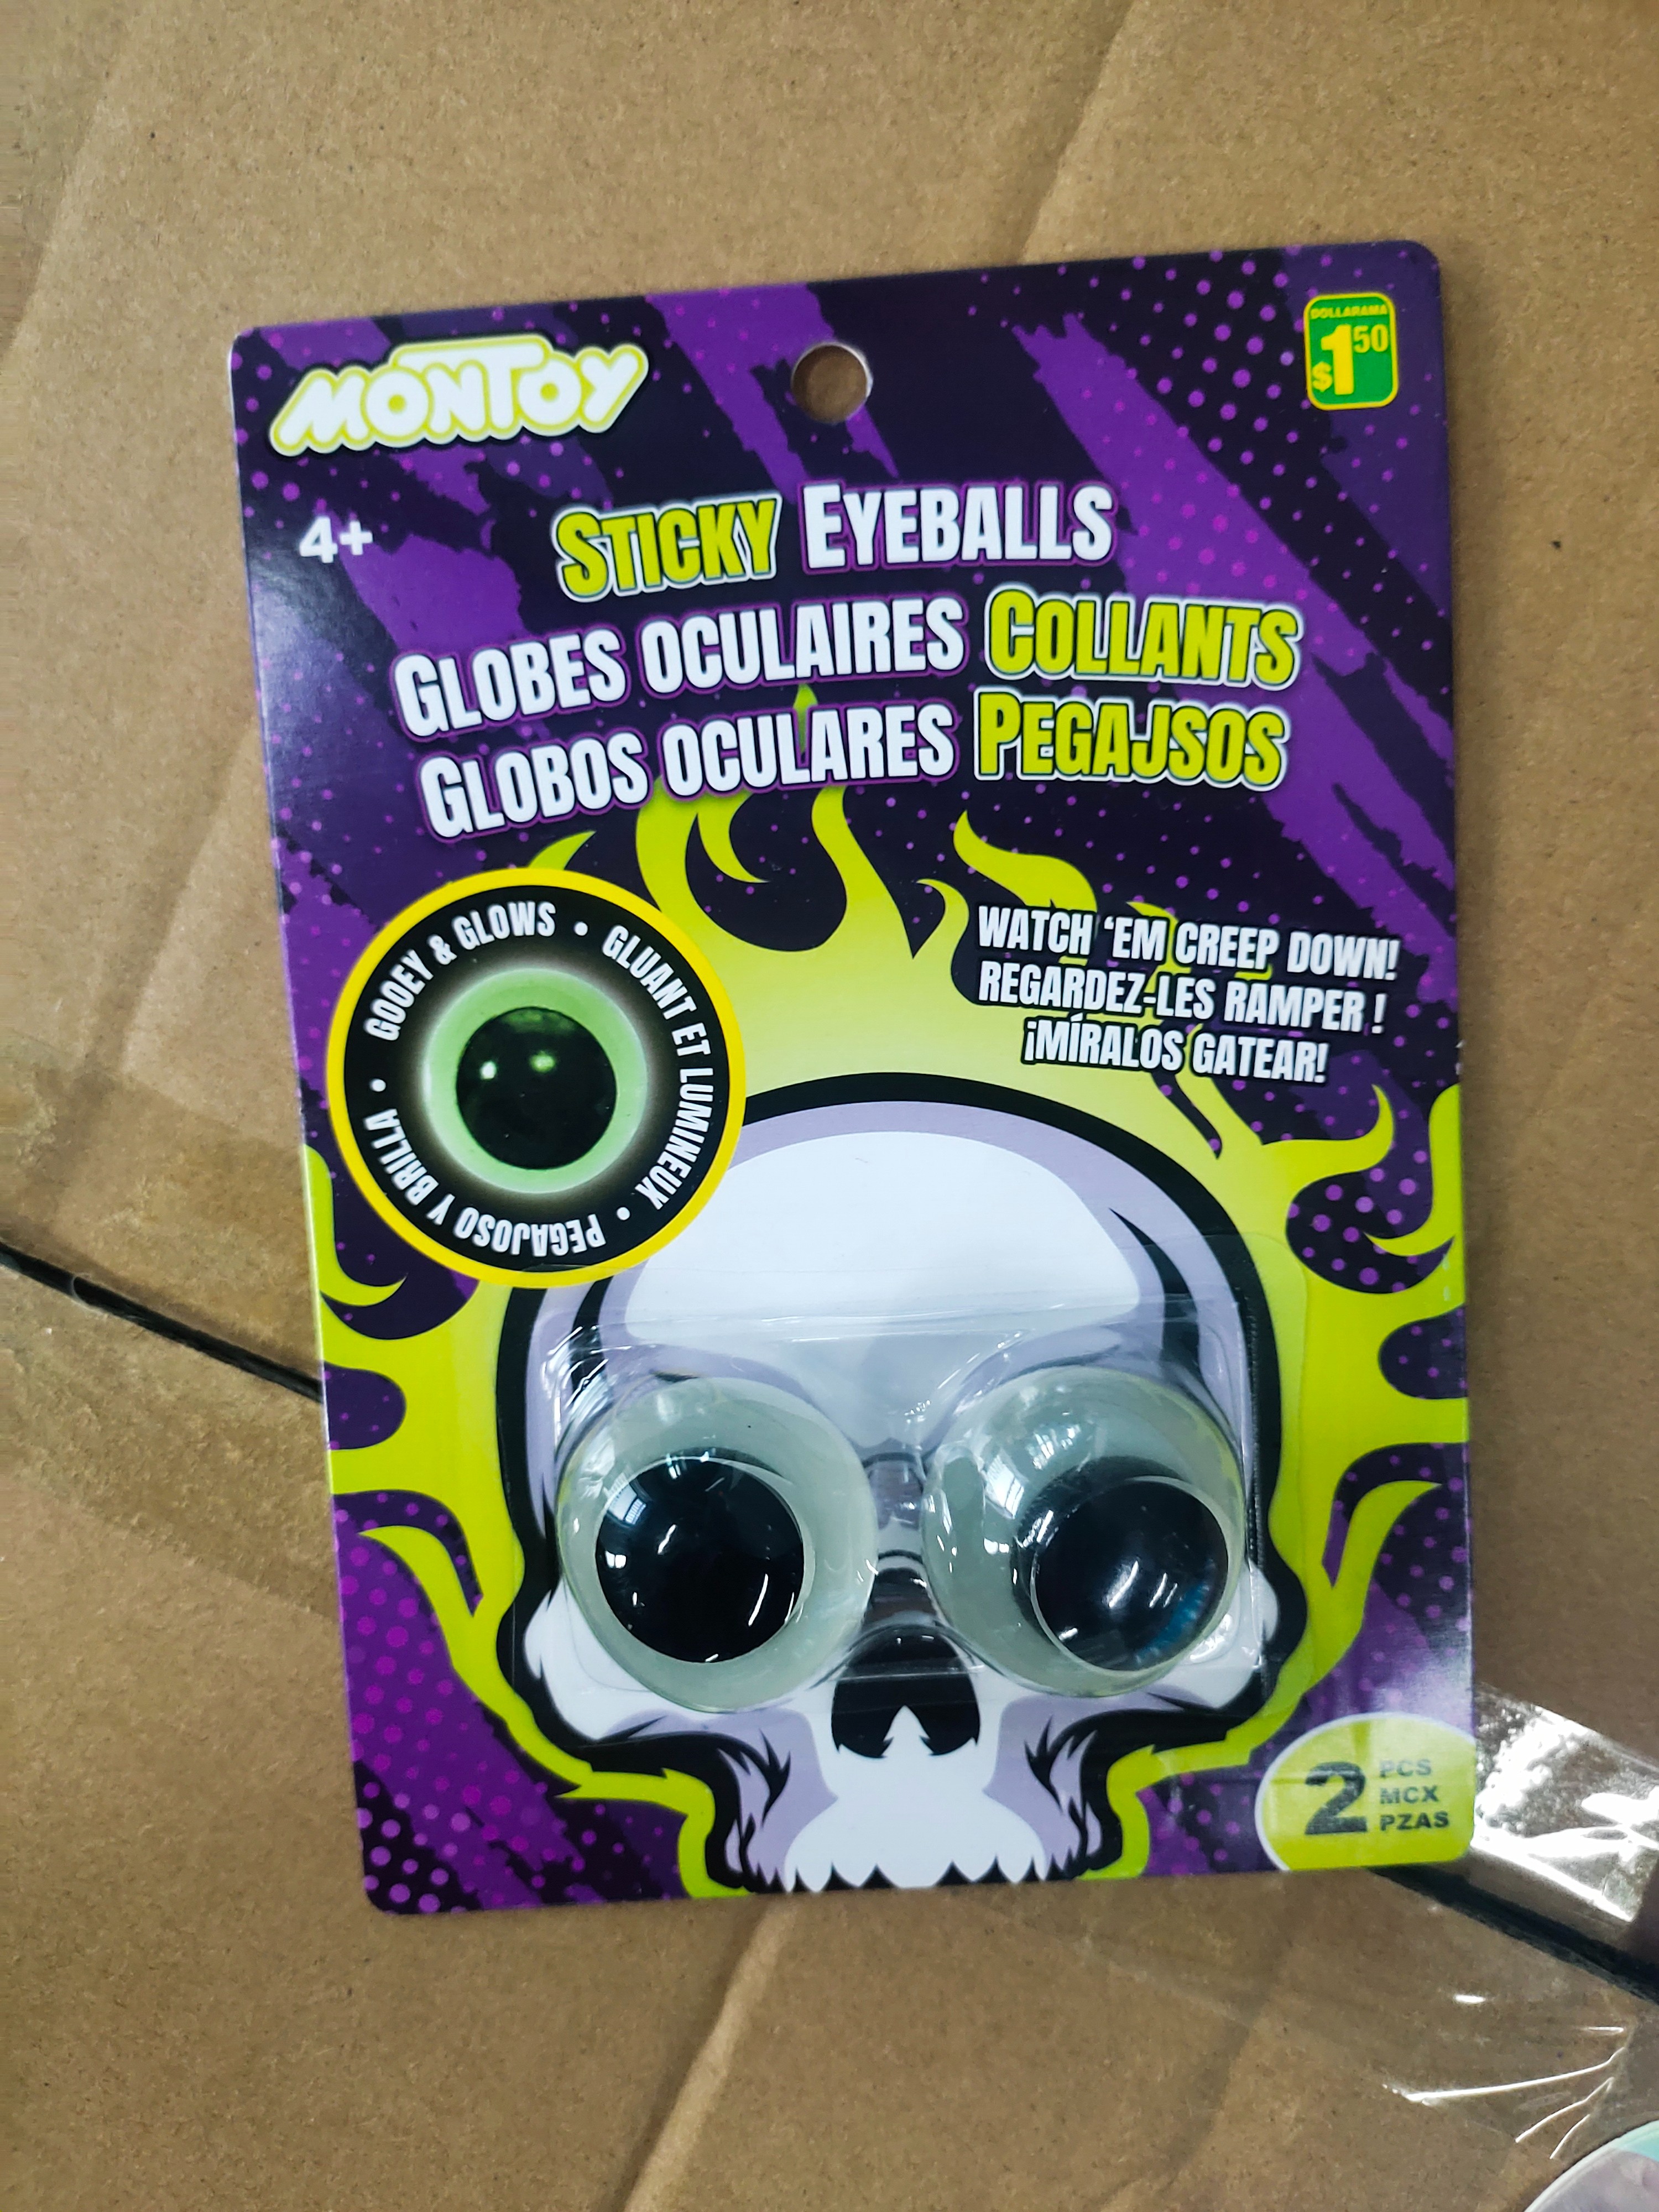 MONTOY
DOLLARAMA
$1 50
4+
STICKY EYEBALLS
GLOBES OCULAIRES COLLANTS
GLOBOS OCULARES PEGAJSOS
GOOEY & GLOWS • GLUANT ET LUMINEUX • PEGAJOSO Y BRILLA •
WATCH ‘EM CREEP DOWN!
REGARDEZ-LES RAMPER !
¡MÍRALOS GATEAR!
2 PCS
MCX
PZAS